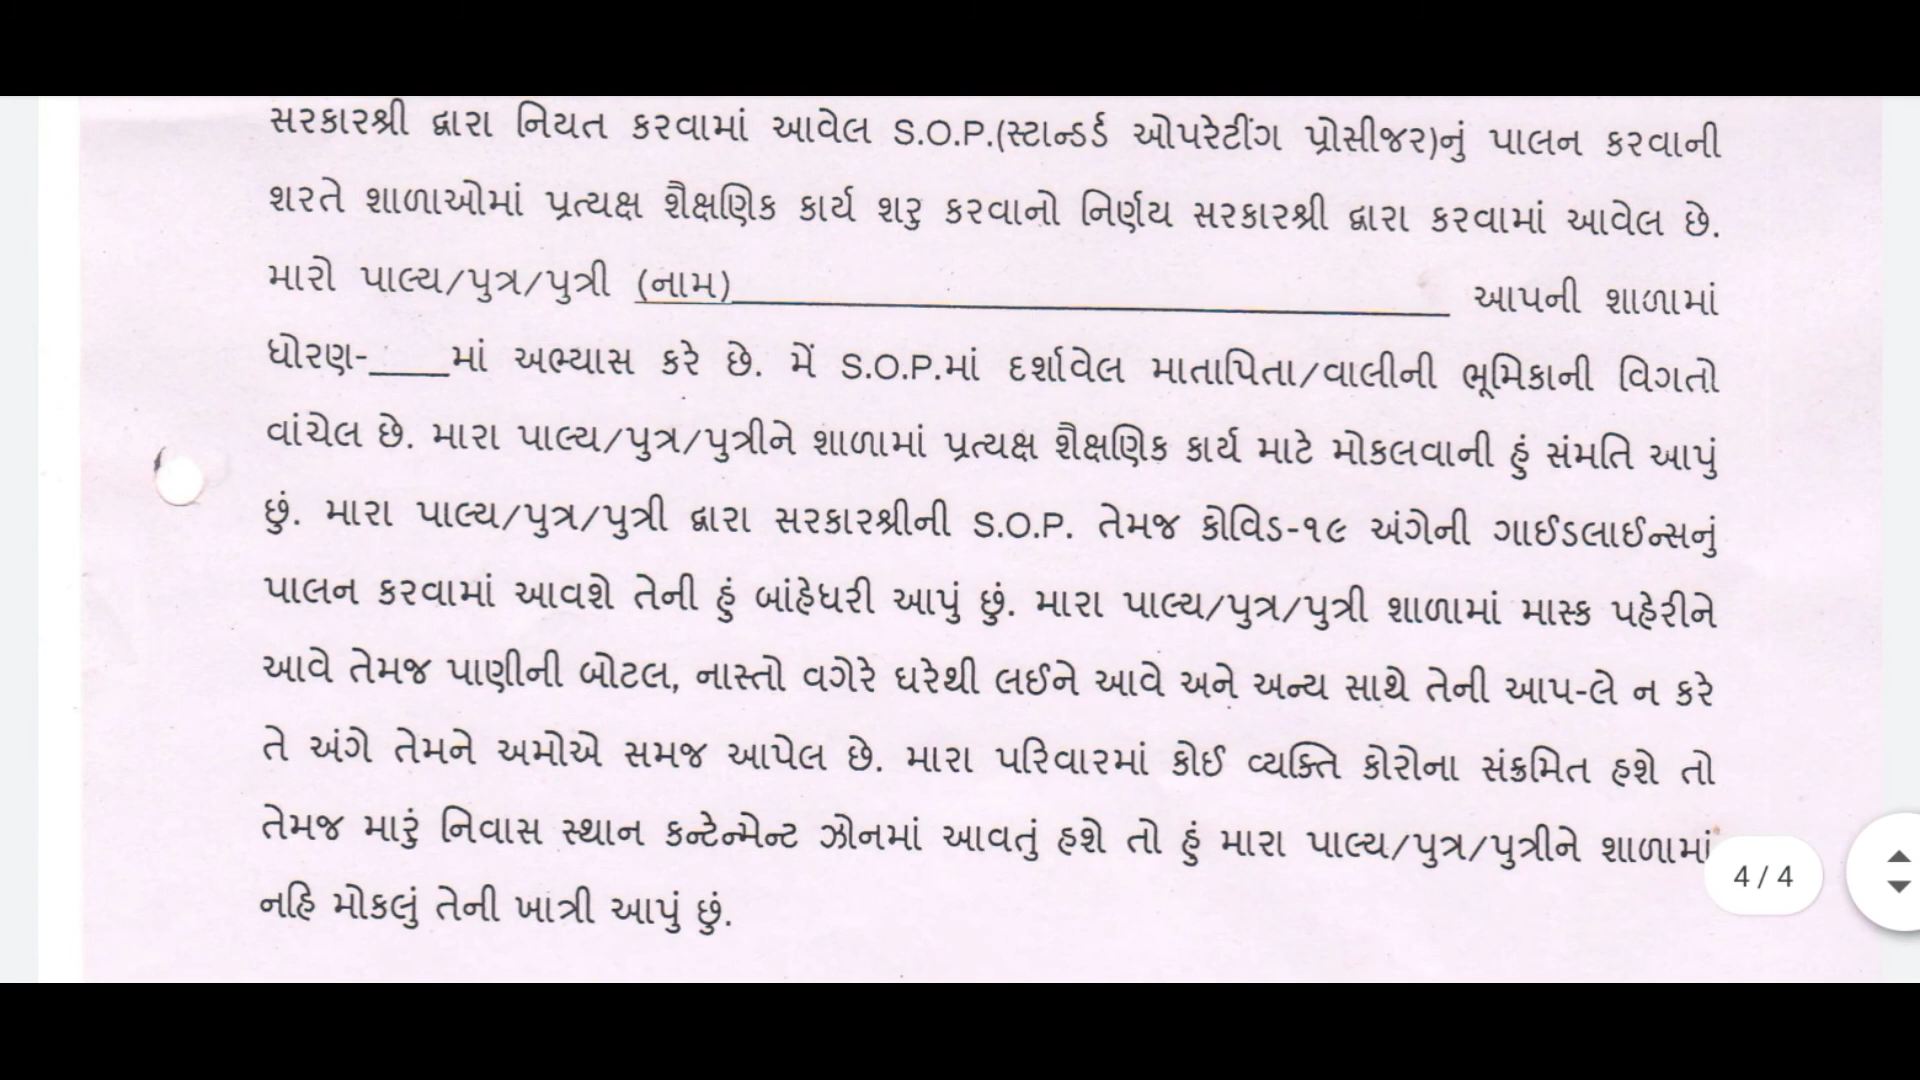 સરકારશ્રી દ્વારા નિયત કરવામાં આવેલ S.O.P.(સ્ટાન્ડર્ડ ઓપરેટીંગ પ્રોસીજર)નું પાલન કરવાની
શરતે શાળાઓમાં પ્રત્યક્ષ શૈક્ષણિક કાર્ય શરુ કરવાનો નિર્ણય સરકારશ્રી દ્વારા કરવામાં આવેલ છે.
મારો પાલ્ય/પુત્ર/પુત્રી (નામ)____________________ આપની શાળામાં
ધોરણ-____માં અભ્યાસ કરે છે. મેં S.O.P.માં દર્શાવેલ માતાપિતા/વાલીની ભૂમિકાની વિગતો
વાંચેલ છે. મારા પાલ્ય/પુત્ર/પુત્રીને શાળામાં પ્રત્યક્ષ શૈક્ષણિક કાર્ય માટે મોકલવાની હું સંમતિ આપું
છું. મારા પાલ્ય/પુત્ર/પુત્રી દ્વારા સરકારશ્રીની S.O.P. તેમજ કોવિડ-૧૯ અંગેની ગાઈડલાઈન્સનું
પાલન કરવામાં આવશે તેની હું બાંહેધરી આપું છું. મારા પાલ્ય/પુત્ર/પુત્રી શાળામાં માસ્ક પહેરીને
આવે તેમજ પાણીની બોટલ, નાસ્તો વગેરે ઘરેથી લઈને આવે અને અન્ય સાથે તેની આપ-લે ન કરે
તે અંગે તેમને અમોએ સમજ આપેલ છે. મારા પરિવારમાં કોઈ વ્યક્તિ કોરોના સંક્રમિત હશે તો
તેમજ મારું નિવાસ સ્થાન કન્ટેન્મેન્ટ ઝોનમાં આવતું હશે તો હું મારા પાલ્ય/પુત્ર/પુત્રીને શાળામાં
નહિ મોકલું તેની ખાત્રી આપું છું.
4 / 4